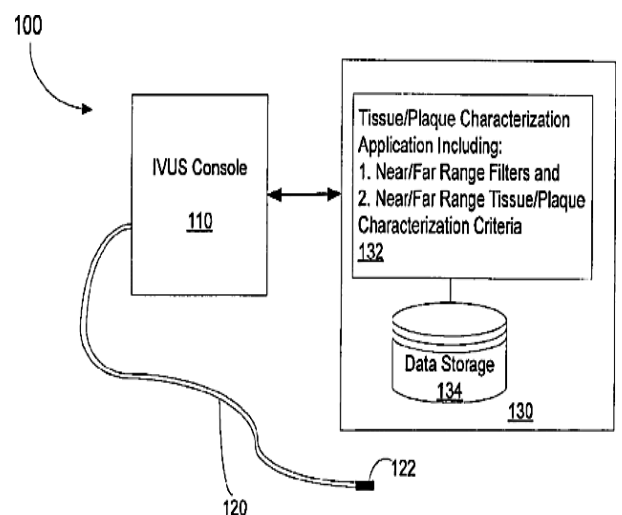 100
IVUS Console
110
Tissue/Plaque Characterization
Application Including:
1. Near/Far Range Filters and
2. Near/Far Range Tissue/Plaque
Characterization Criteria
132
Data Storage
134
130
122
120